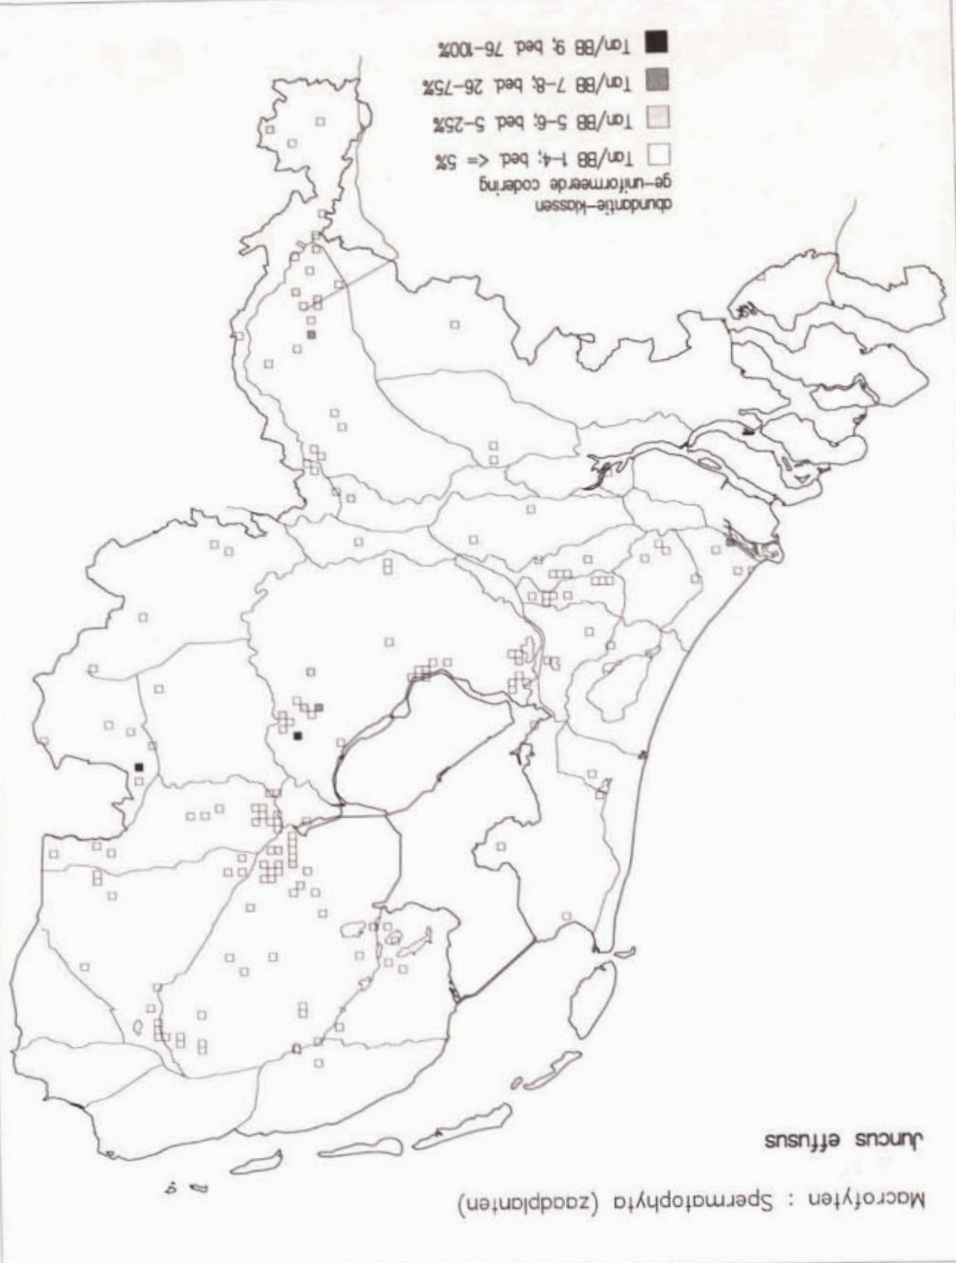 Macrofyten : Spermatophyta (zaadplanten)
Juncus effusus
abundantie-klassen
ge-uniformeerde codering
Tan/BB 1-4; bed. <= 5%
Tan/BB 5-6; bed. 5-25%
Tan/BB 7-8; bed. 26-75%
Tan/BB 9; bed. 76-100%